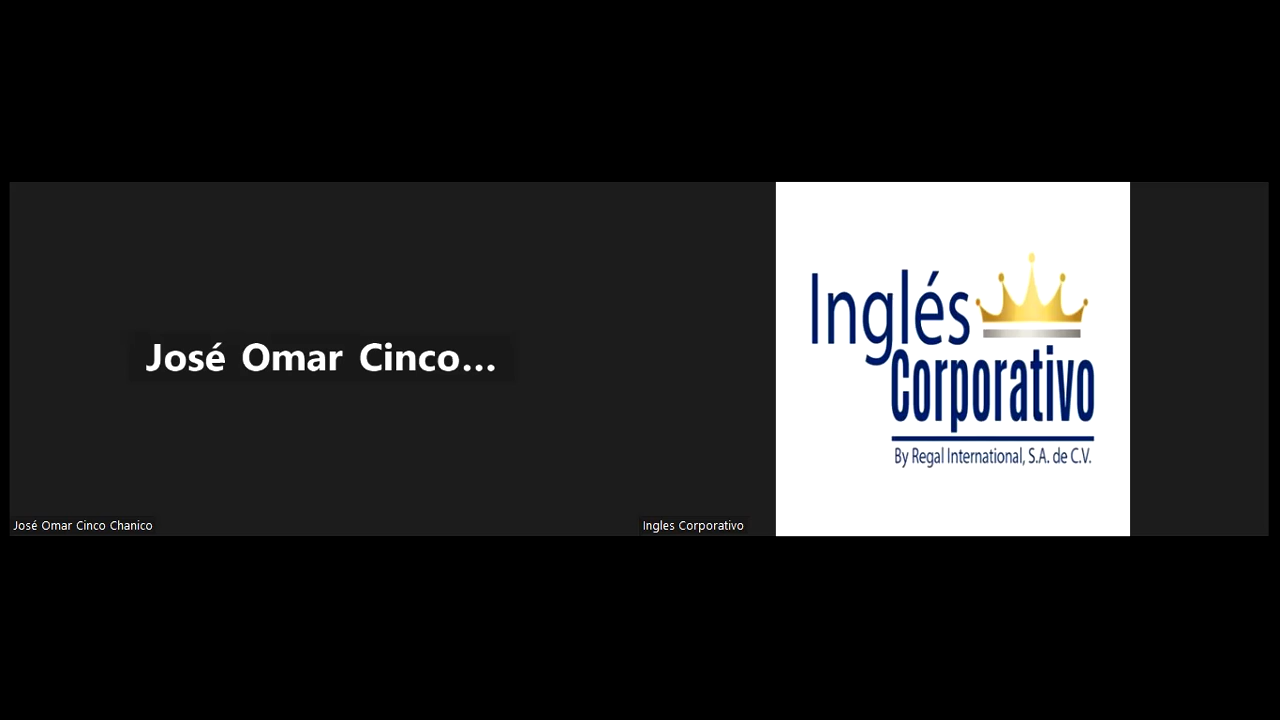 José Omar Cinco...
José Omar Cinco Chanico
Inglés
Corporativo
By Regal International, S.A. de C.V.
Ingles Corporativo